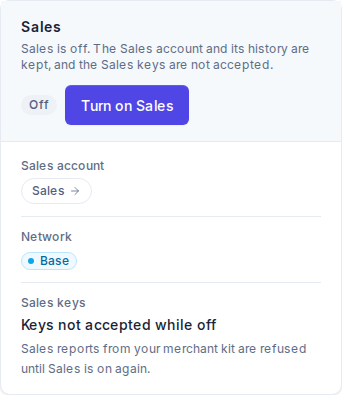 Sales
Sales is off. The Sales account and its history are
kept, and the Sales keys are not accepted.
Off
Turn on Sales
Sales account
Sales →
Network
Base
Sales keys
Keys not accepted while off
Sales reports from your merchant kit are refused
until Sales is on again.